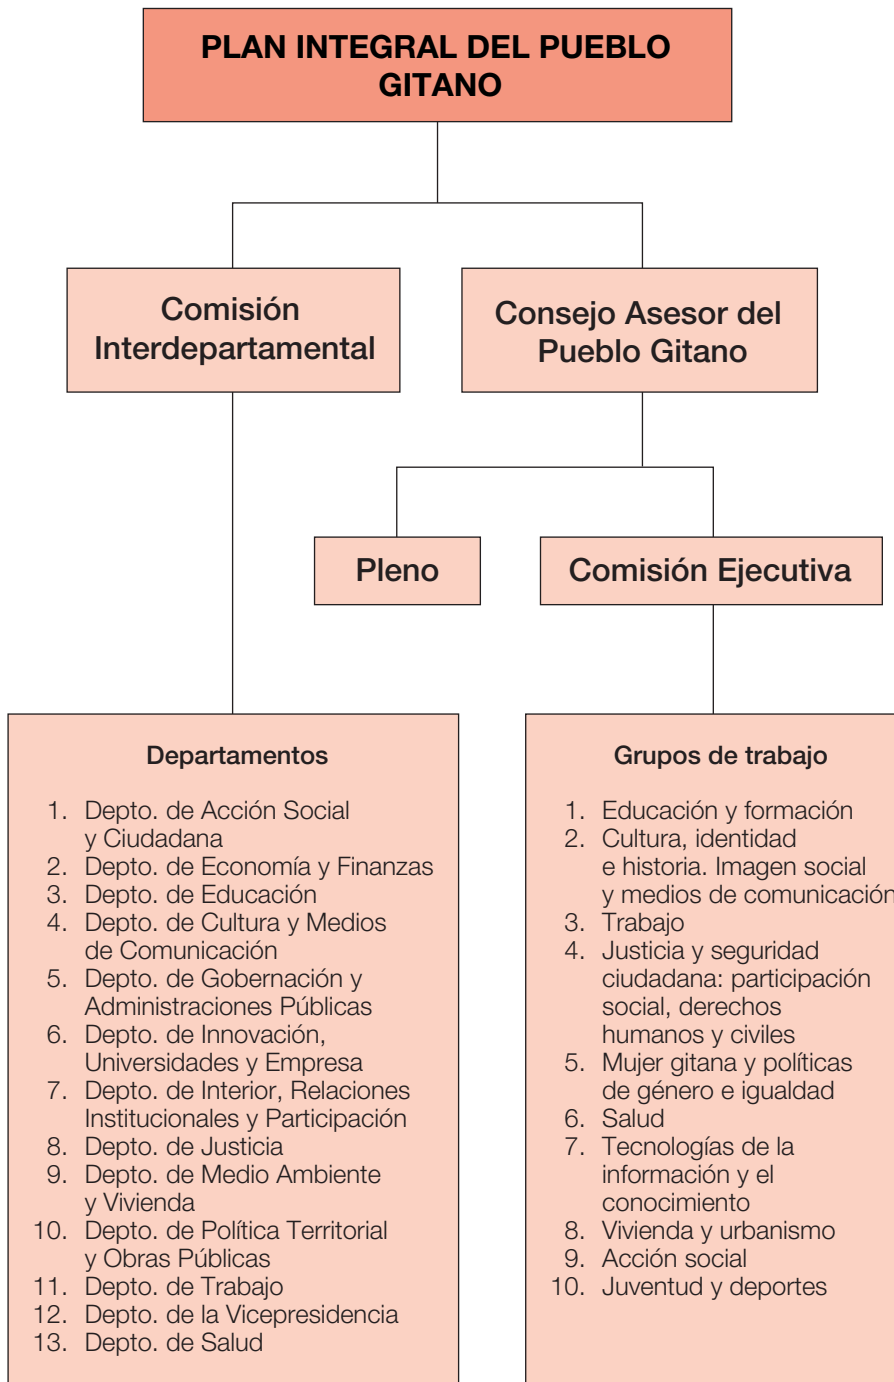 PLAN INTEGRAL DEL PUEBLO
GITANO
Comisión
Interdepartamental
Consejo Asesor del
Pueblo Gitano
Pleno
Comisión Ejecutiva
Departamentos
1. Depto. de Acción Social
y Ciudadana
2. Depto. de Economía y Finanzas
3. Depto. de Educación
4. Depto. de Cultura y Medios
de Comunicación
5. Depto. de Gobernación y
Administraciones Públicas
6. Depto. de Innovación,
Universidades y Empresa
7. Depto. de Interior, Relaciones
Institucionales y Participación
8. Depto. de Justicia
9. Depto. de Medio Ambiente
y Vivienda
10. Depto. de Política Territorial
y Obras Públicas
11. Depto. de Trabajo
12. Depto. de la Vicepresidencia
13. Depto. de Salud
Grupos de trabajo
1. Educación y formación
2. Cultura, identidad
e historia. Imagen social
y medios de comunicación
3. Trabajo
4. Justicia y seguridad
ciudadana: participación
social, derechos
humanos y civiles
5. Mujer gitana y políticas
de género e igualdad
6. Salud
7. Tecnologías de la
información y el
conocimiento
8. Vivienda y urbanismo
9. Acción social
10. Juventud y deportes